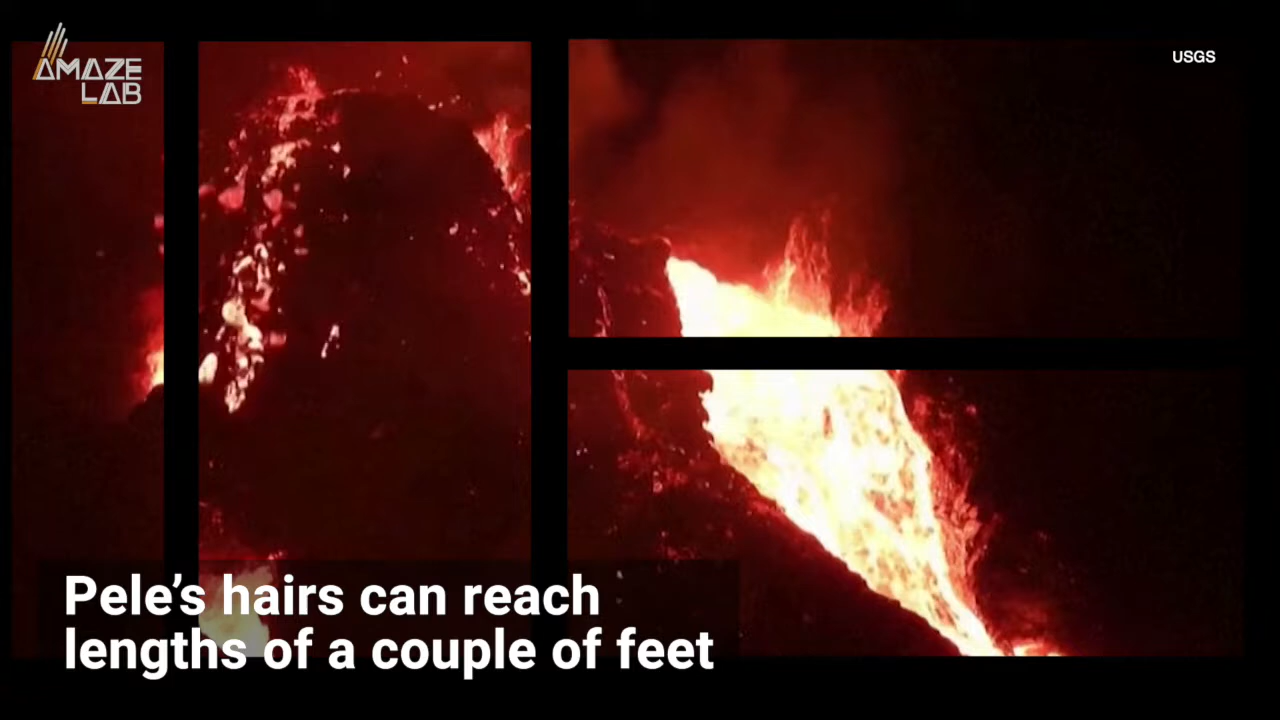 AMAZE
LAB
USGS
Pele's hairs can reach
lengths of a couple of feet